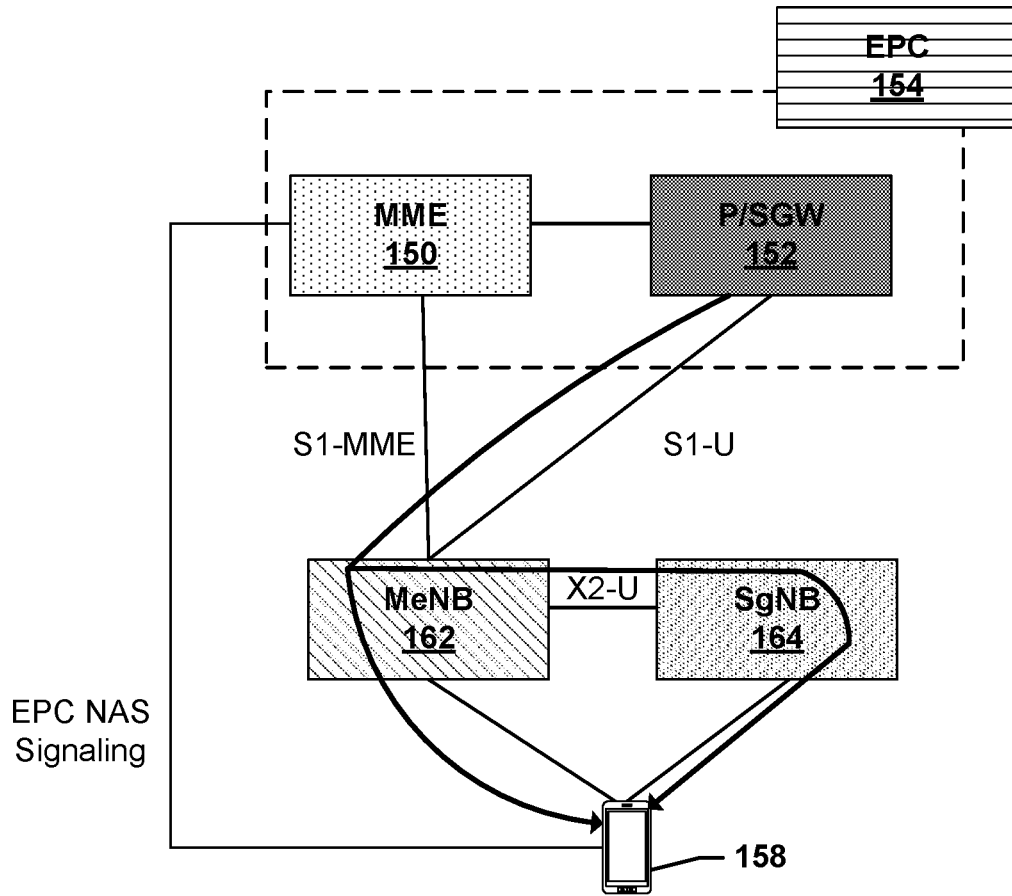 EPC
154
MME
150
P/SGW
152
S1-MME
S1-U
MeNB
162
X2-U
SgNB
164
EPC NAS
Signaling
158